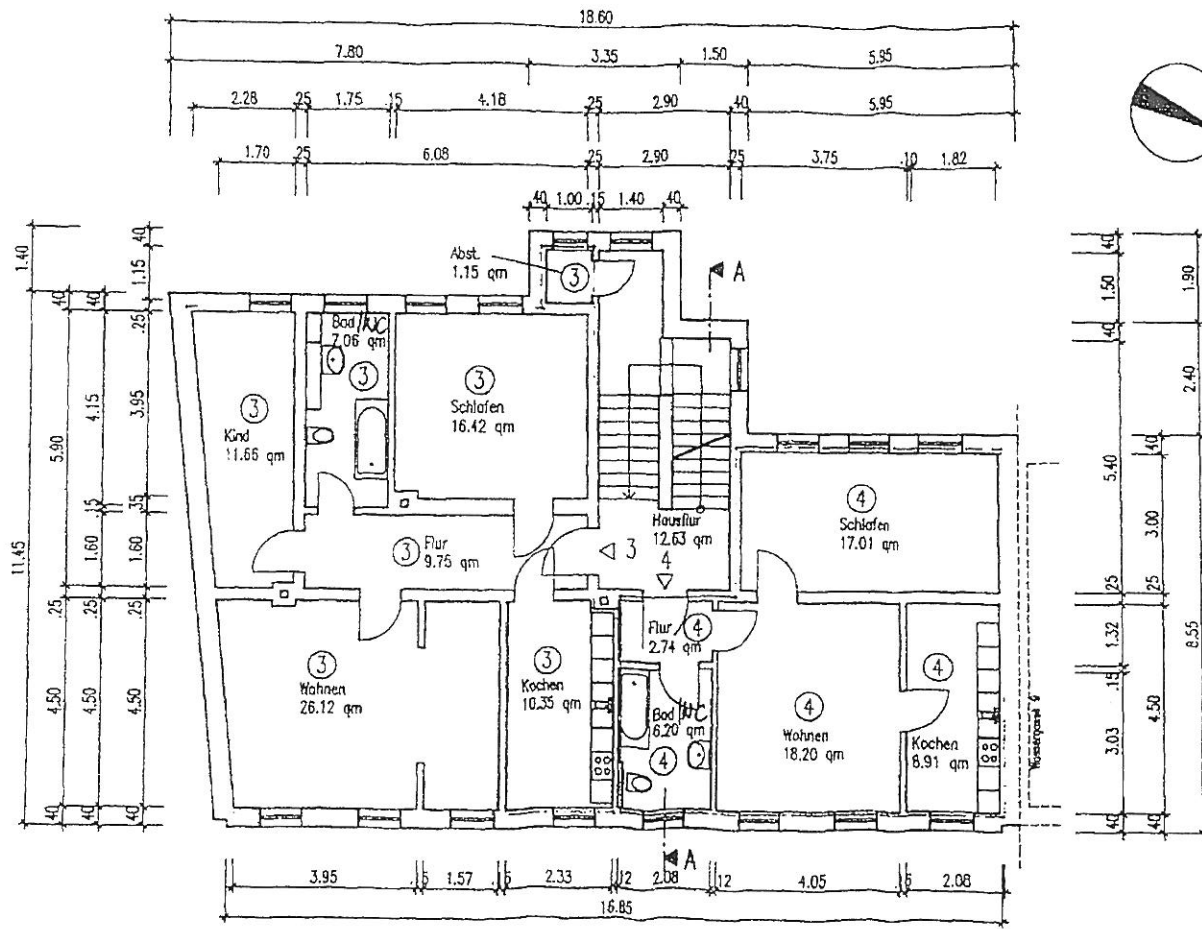 18.60
7.80 3.35 1.50 5.95
2.28 .25 1.75 .15 4.18 .25 2.90 .40 5.95
1.70 .25 6.08 .25 2.90 .25 3.75 .10 1.82
.40 1.00 .15 1.40 .40
1.40
11.45
.40
5.90
.25
4.50
.40
.40
4.15
.15
1.60
.25
4.50
.40
.40
1.15
.25
3.95
.35
1.60
.25
4.50
.40
Abst.
1.15 qm
3
A
Bad /WC
7.06 qm
3
3
Schlafen
16.42 qm
3
Kind
11.66 qm
3
Flur
9.75 qm
Hausflur
12.63 qm
3
4
4
Schlafen
17.01 qm
3
Wohnen
26.12 qm
3
Kochen
10.35 qm
Flur
2.74 qm
4
Bad /WC
6.20 qm
4
4
Wohnen
18.20 qm
4
Kochen
8.91 qm
A
.40
1.50
.40
5.40
.25
1.32
.15
3.03
.40
.40
3.00
.25
4.50
.40
1.90
2.40
8.55
3.95 .15 1.57 .15 2.33 .12 2.08 .12 4.05 .15 2.08
16.85